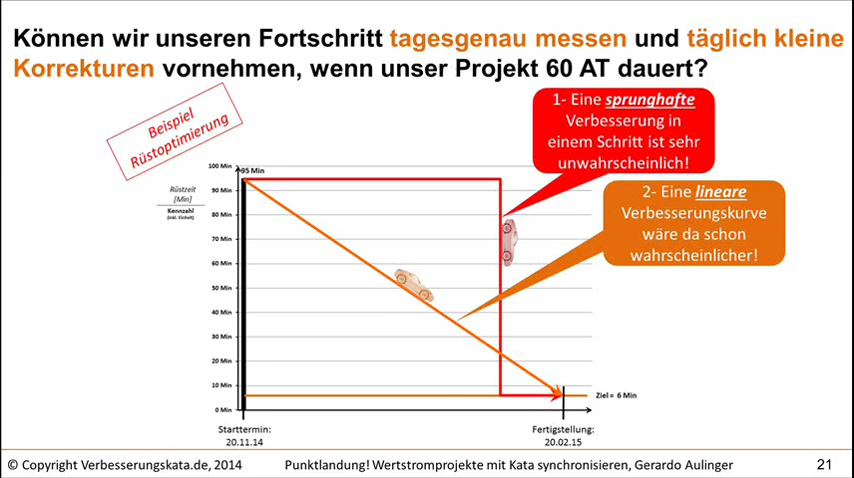 Können wir unseren Fortschritt tagesgenau messen und täglich kleine
Korrekturen vornehmen, wenn unser Projekt 60 AT dauert?
Beispiel
Rüstoptimierung
1- Eine sprunghafte
Verbesserung in
einem Schritt ist sehr
unwahrscheinlich!
2- Eine lineare
Verbesserungskurve
wäre da schon
wahrscheinlicher!
Rüstzeit
[Min]
Kennzahl
(inkl. Einheit)
100 Min
95 Min
90 Min
80 Min
70 Min
60 Min
50 Min
40 Min
30 Min
20 Min
10 Min
0 Min
Ziel = 6 Min
Starttermin:
20.11.14
Fertigstellung:
20.02.15
© Copyright Verbesserungskata.de, 2014 Punktlandung! Wertstromprojekte mit Kata synchronisieren, Gerardo Aulinger 21